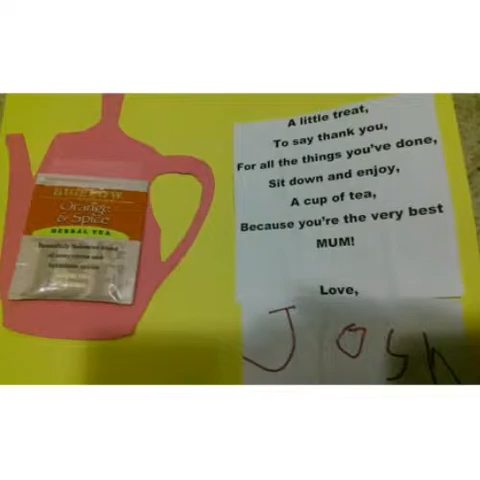 BIGELOW
Orange
& Spice
HERBAL TEA
A little treat,
To say thank you,
For all the things you've done,
Sit down and enjoy,
A cup of tea,
Because you're the very best
MUM!
Love,
Josh